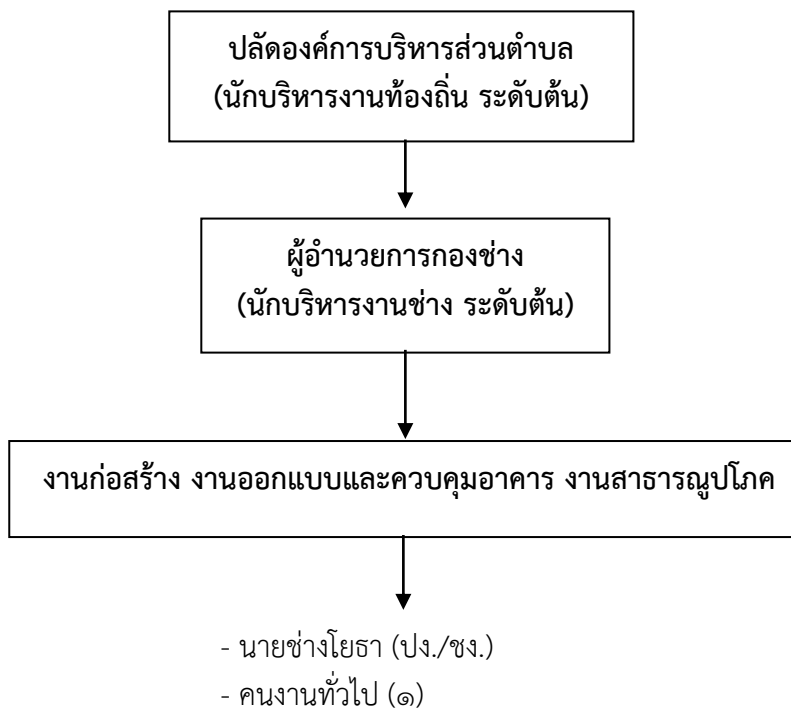 ปลัดองค์การบริหารส่วนตำบล
(นักบริหารงานท้องถิ่น ระดับต้น)
ผู้อำนวยการกองช่าง
(นักบริหารงานช่าง ระดับต้น)
งานก่อสร้าง งานออกแบบและควบคุมอาคาร งานสาธารณูปโภค
- นายช่างโยธา (ปง./ชง.)
- คนงานทั่วไป (๑)